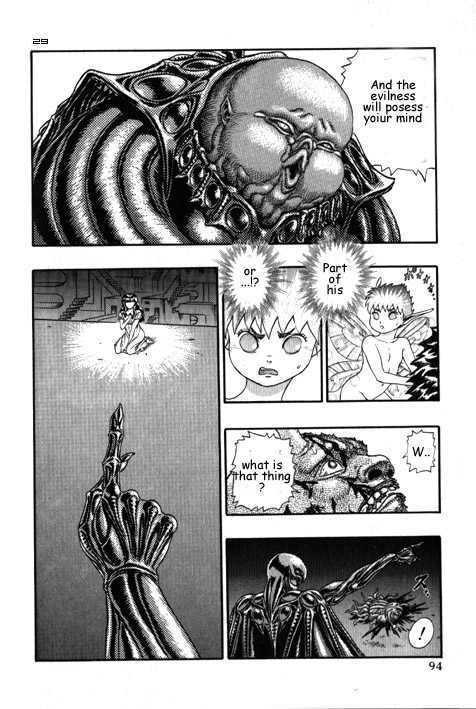 29
And the
evilness
will posess
yoiur mind
Part
of
his
or
...!?
W..
what is
that thing
?
!
94